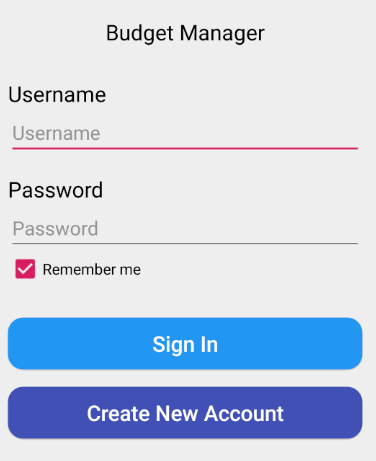 Budget Manager
Username
Username
Password
Password
Remember me
Sign In
Create New Account